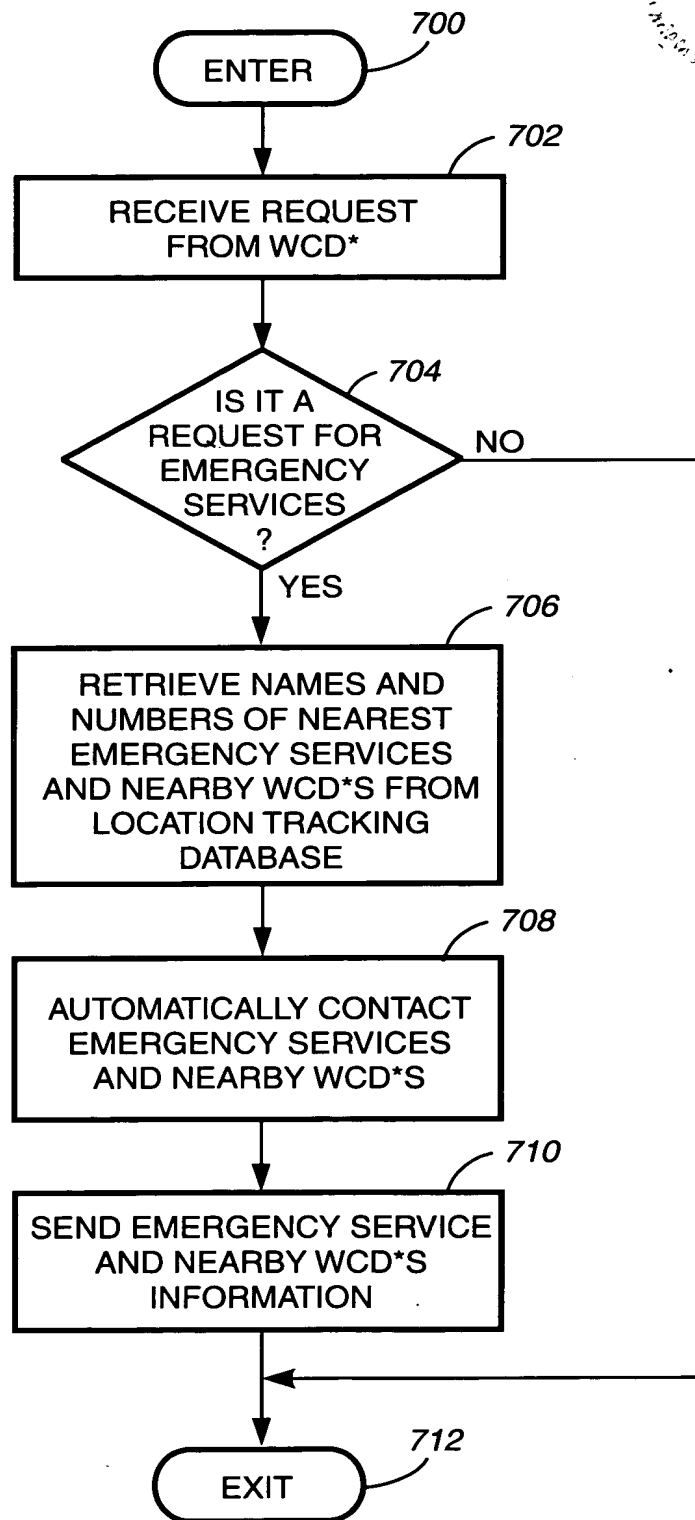 700
ENTER
702
RECEIVE REQUEST
FROM WCD*
704
IS IT A
REQUEST FOR
EMERGENCY
SERVICES
?
NO
YES
706
RETRIEVE NAMES AND
NUMBERS OF NEAREST
EMERGENCY SERVICES
AND NEARBY WCD*S FROM
LOCATION TRACKING
DATABASE
708
AUTOMATICALLY CONTACT
EMERGENCY SERVICES
AND NEARBY WCD*S
710
SEND EMERGENCY SERVICE
AND NEARBY WCD*S
INFORMATION
712
EXIT